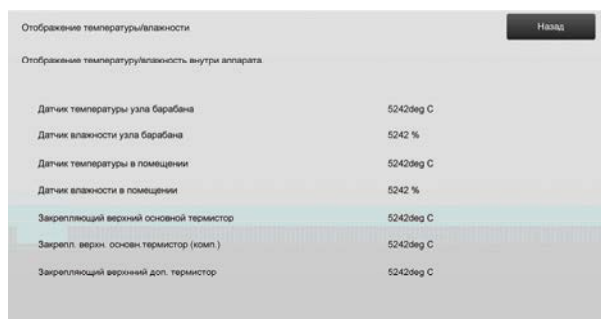 Отображение температуры/влажности
Назад
Отображение температуру/влажность внутри аппарата
Датчик температуры узла барабана 5242deg C
Датчик влажности узла барабана 5242 %
Датчик температуры в помещении 5242deg C
Датчик влажности в помещении 5242 %
Закрепляющий верхний основной термистор 5242deg C
Закрепл. верхн. основн.термистор (комп.) 5242deg C
Закрепляющий верхнний доп. термистор 5242deg C